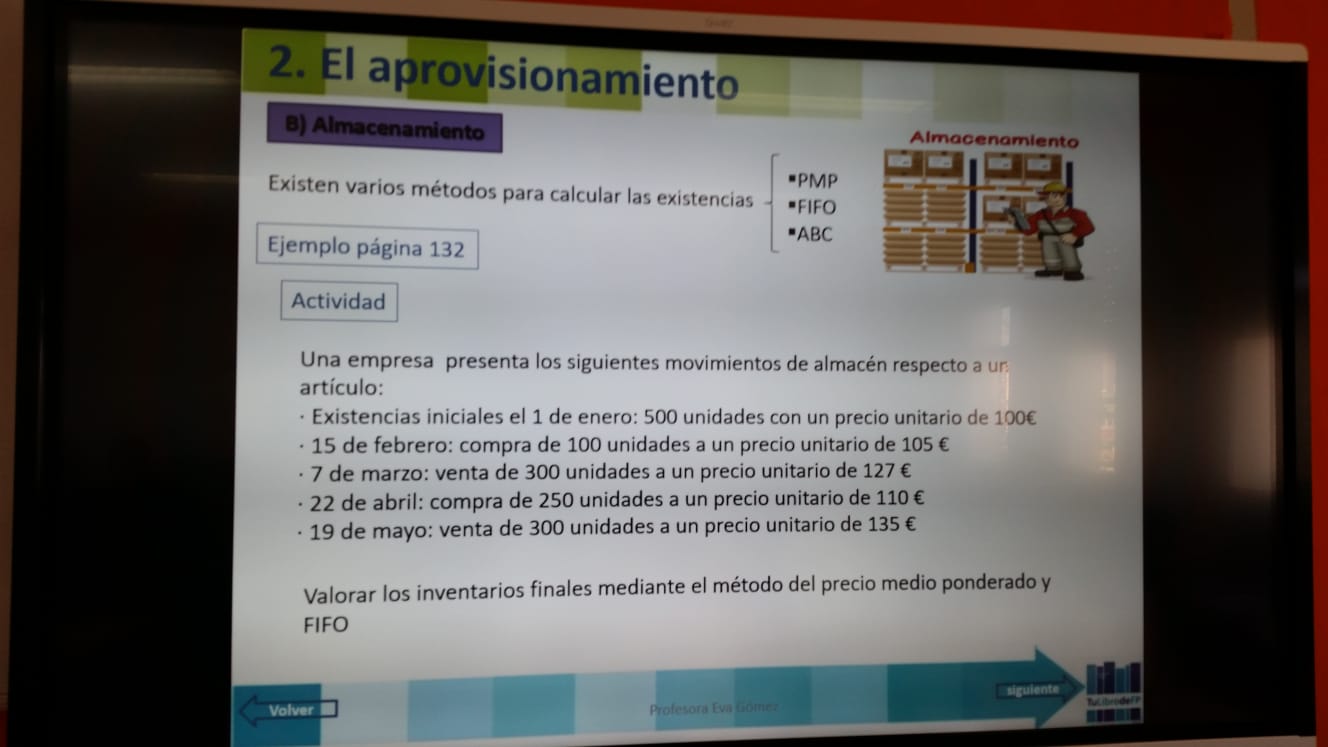 2. El aprovisionamiento
B) Almacenamiento
Almacenamiento
Existen varios métodos para calcular las existencias
▪PMP
▪FIFO
▪ABC
Ejemplo página 132
Actividad
Una empresa presenta los siguientes movimientos de almacén respecto a un
artículo:
· Existencias iniciales el 1 de enero: 500 unidades con un precio unitario de 100€
· 15 de febrero: compra de 100 unidades a un precio unitario de 105 €
· 7 de marzo: venta de 300 unidades a un precio unitario de 127 €
· 22 de abril: compra de 250 unidades a un precio unitario de 110 €
· 19 de mayo: venta de 300 unidades a un precio unitario de 135 €
Valorar los inventarios finales mediante el método del precio medio ponderado y
FIFO
Volver
Profesora Eva Gómez
siguiente
TuLibrodeFP